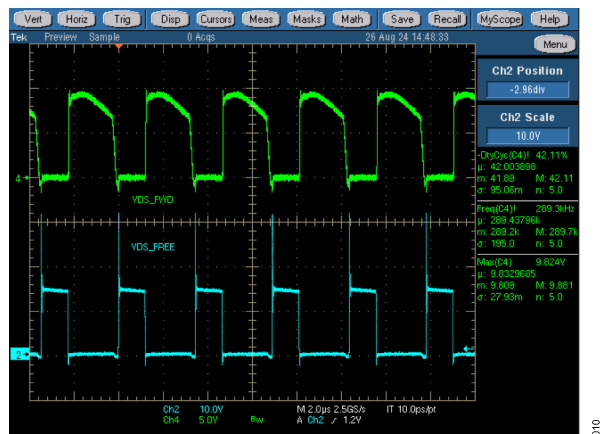 Vert Horiz Trig Disp Cursors Meas Masks Math Save Recall MyScope Help
Tek Preview Sample 0 Acqs 26 Aug 24 14:48:33
Menu
Ch2 Position
-2.96div
Ch2 Scale
10.0V
-DtyCyc(C4)! 42.11%
µ: 42.003898
m: 41.89 M: 42.11
σ: 95.06m n: 5.0
Freq(C4)! 289.3kHz
µ: 289.43796k
m: 289.2k M: 289.7k
σ: 195.0 n: 5.0
Max(C4) 9.824V
µ: 9.8329685
m: 9.809 M: 9.881
σ: 27.93m n: 5.0
4
VDS_FWD
VDS_FREE
2
Ch2 10.0V M 2.0µs 2.5GS/s IT 10.0ps/pt
Ch4 5.0V Bw A Ch2 1.2V
010